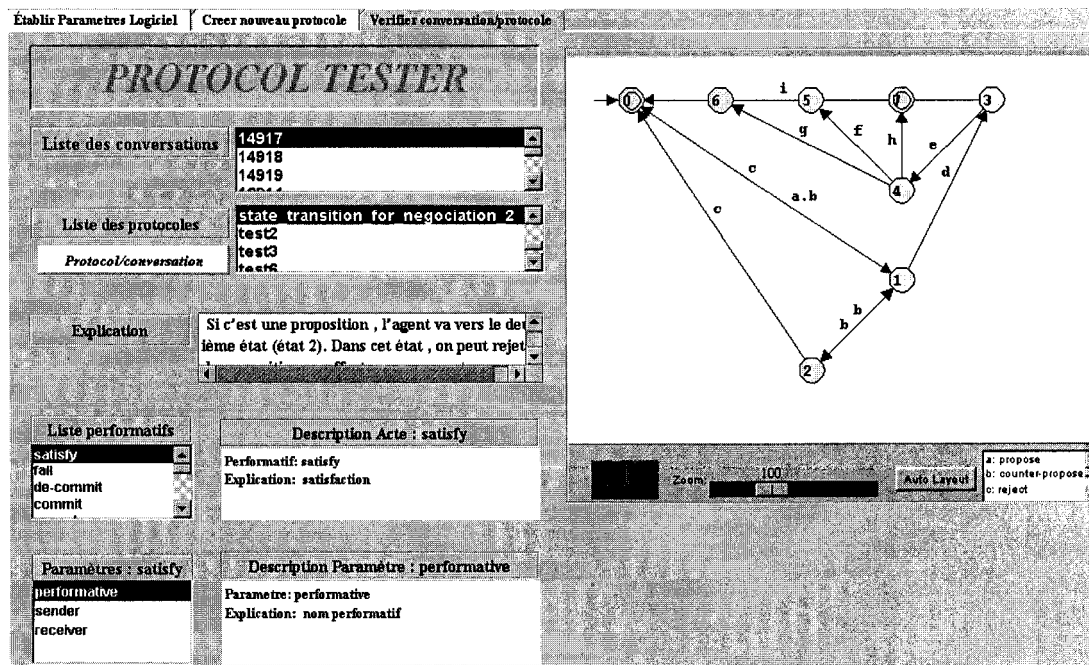 Établir Parametres Logiciel
Creer nouveau protocole
Verifier conversation/protocole
PROTOCOL TESTER
Liste des conversations
14917
14918
14919
Liste des protocoles
Protocol/conversation
state transition for negociation 2
test2
test3
test6
Explication
Si c'est une proposition , l'agent va vers le deu
ième état (état 2). Dans cet état , on peut rejet
Liste performatifs
satisfy
fail
de-commit
commit
Description Acte : satisfy
Performatif: satisfy
Explication: satisfaction
Paramètres : satisfy
performative
sender
receiver
Description Paramètre : performative
Parametre: performative
Explication: nom performatif
0
6
i
5
7
3
g
f
h
e
4
d
c
a.b
c
1
b
b
2
Zoom:
100
Auto Layout
a: propose
b: counter-propose
c: reject